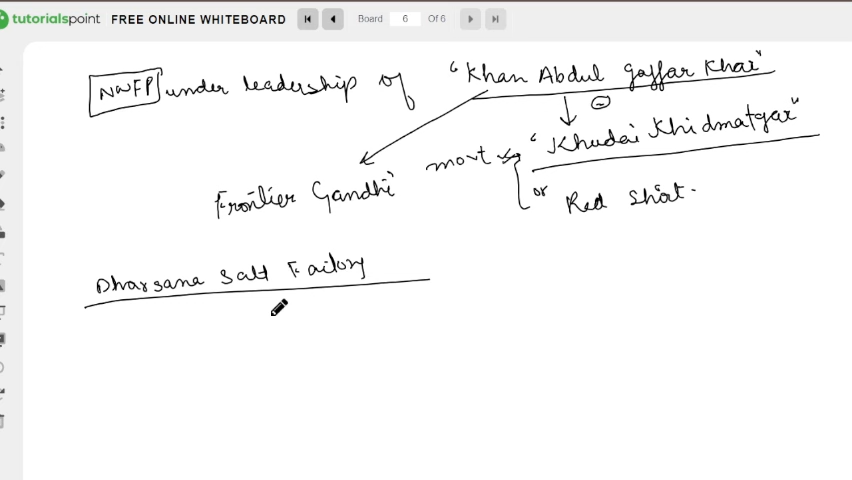 tutorialspoint FREE ONLINE WHITEBOARD Board 6 Of 6
NWFP under leadership of "Khan Abdul Gaffar Khan"
movt "Khudai Khidmatgar"
Frontier Gandhi' or Red Shirt.
Dharsana Salt Failory